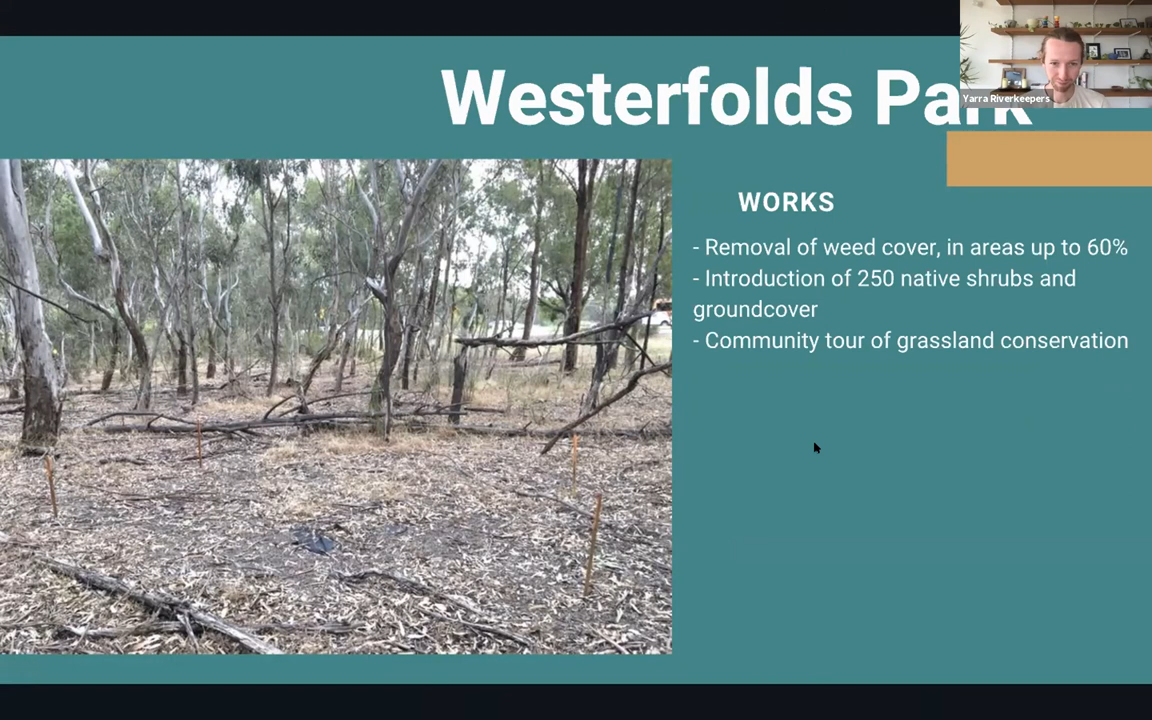 Westerfolds Park
Yarra Riverkeepers
WORKS
- Removal of weed cover, in areas up to 60%
- Introduction of 250 native shrubs and
groundcover
- Community tour of grassland conservation